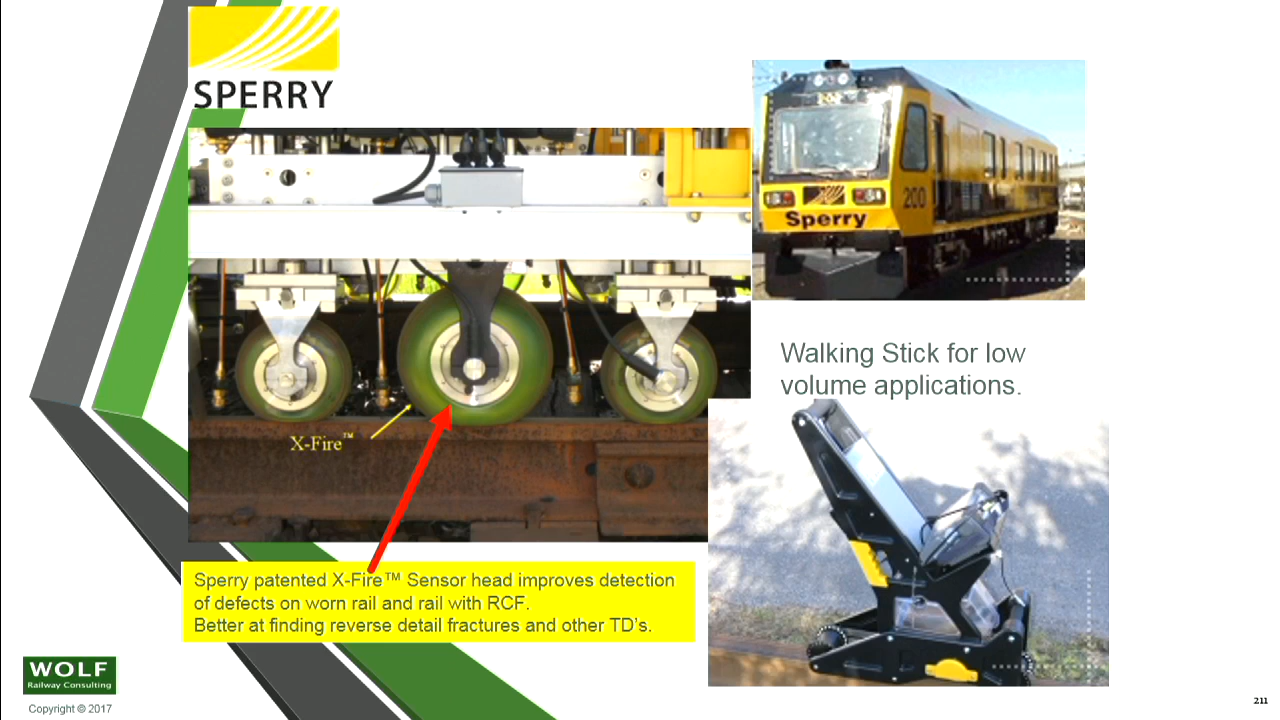 SPERRY
200
Sperry
Walking Stick for low
volume applications.
X-Fire™
Sperry patented X-Fire™ Sensor head improves detection
of defects on worn rail and rail with RCF.
Better at finding reverse detail fractures and other TD's.
WOLF
Railway Consulting
Copyright © 2017
211